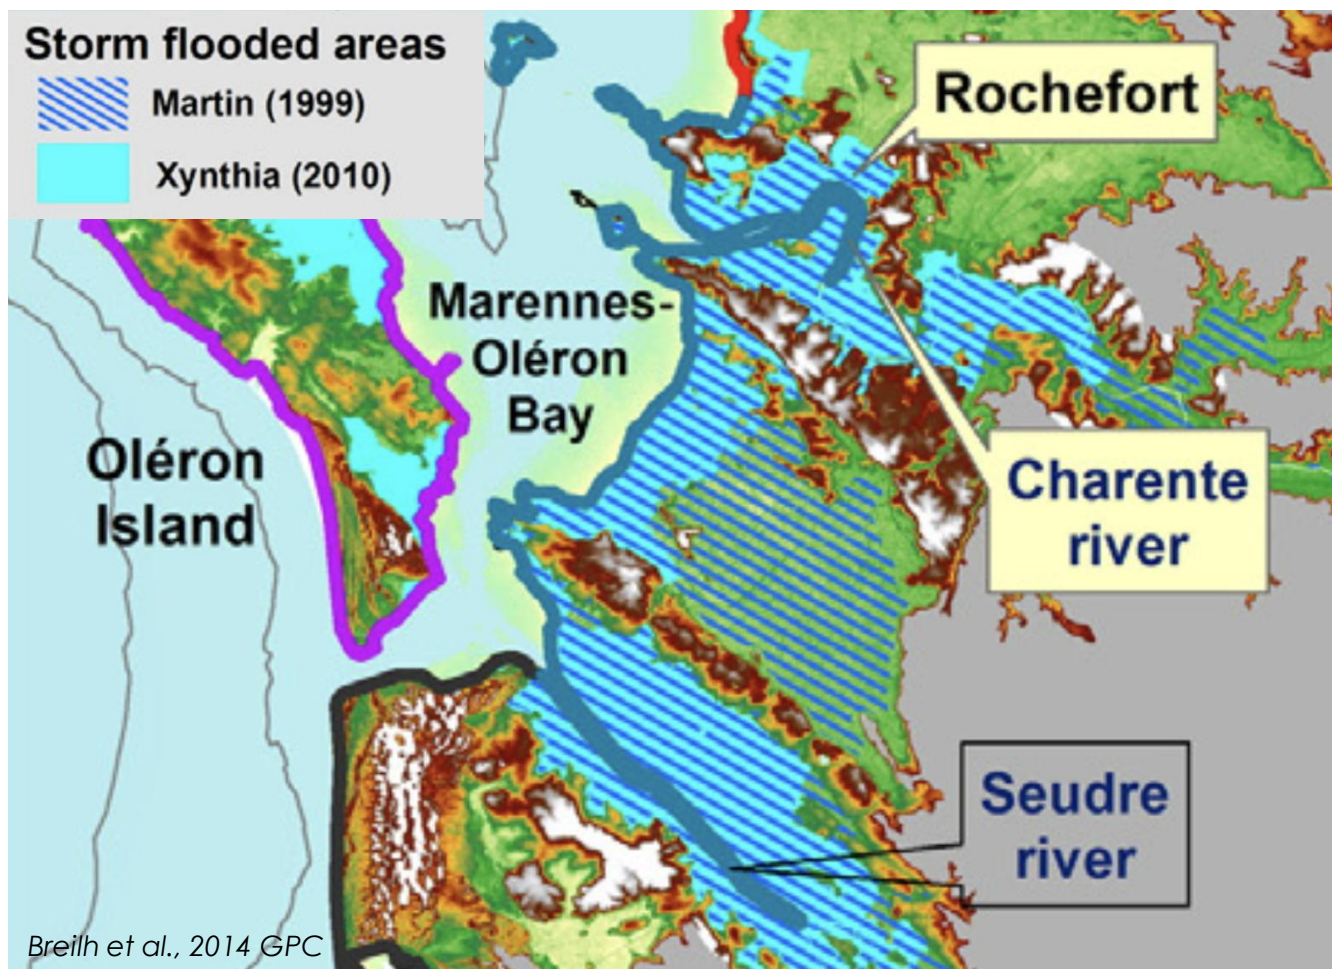 Storm flooded areas
Martin (1999)
Xynthia (2010)
Rochefort
Marennes-
Oléron
Bay
Oléron
Island
Charente
river
Seudre
river
Breilh et al., 2014 GPC